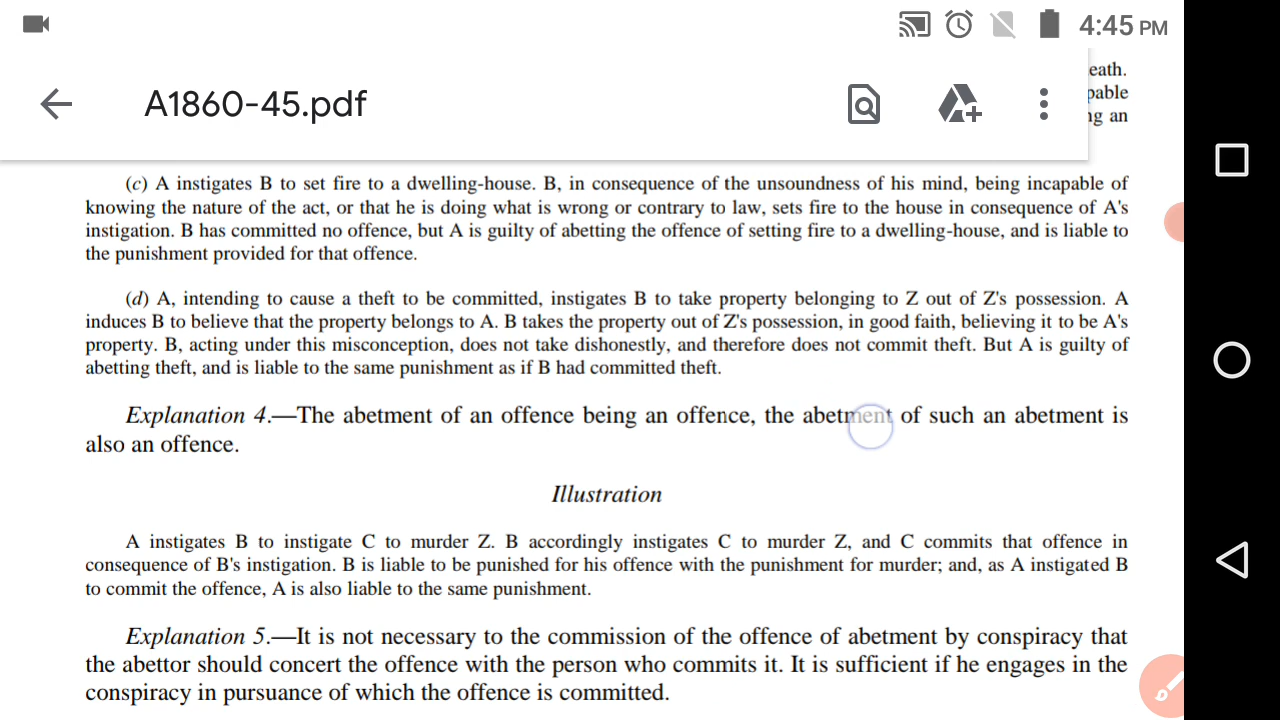 4:45 PM
A1860-45.pdf
eath.
pable
ng an
(c) A instigates B to set fire to a dwelling-house. B, in consequence of the unsoundness of his mind, being incapable of
knowing the nature of the act, or that he is doing what is wrong or contrary to law, sets fire to the house in consequence of A's
instigation. B has committed no offence, but A is guilty of abetting the offence of setting fire to a dwelling-house, and is liable to
the punishment provided for that offence.
(d) A, intending to cause a theft to be committed, instigates B to take property belonging to Z out of Z's possession. A
induces B to believe that the property belongs to A. B takes the property out of Z's possession, in good faith, believing it to be A's
property. B, acting under this misconception, does not take dishonestly, and therefore does not commit theft. But A is guilty of
abetting theft, and is liable to the same punishment as if B had committed theft.
Explanation 4.—The abetment of an offence being an offence, the abetment of such an abetment is
also an offence.
Illustration
A instigates B to instigate C to murder Z. B accordingly instigates C to murder Z, and C commits that offence in
consequence of B's instigation. B is liable to be punished for his offence with the punishment for murder; and, as A instigated B
to commit the offence, A is also liable to the same punishment.
Explanation 5.—It is not necessary to the commission of the offence of abetment by conspiracy that
the abettor should concert the offence with the person who commits it. It is sufficient if he engages in the
conspiracy in pursuance of which the offence is committed.